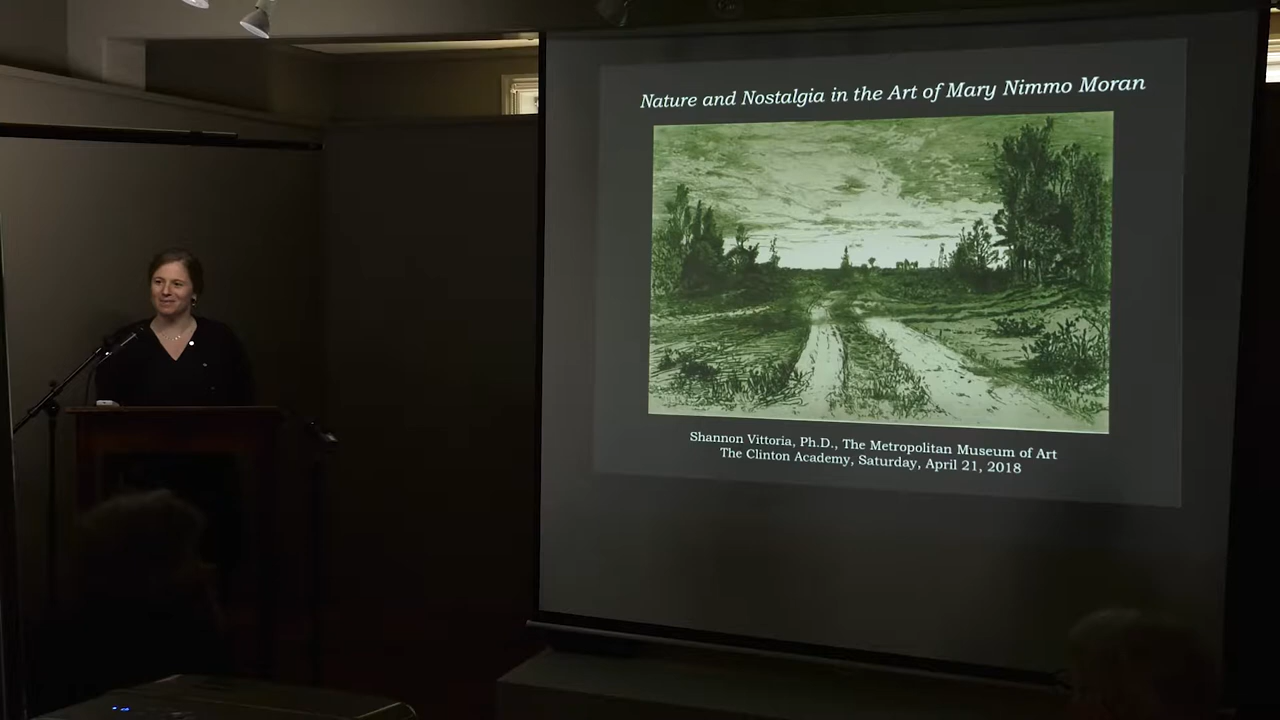 Nature and Nostalgia in the Art of Mary Nimmo Moran
Shannon Vittoria, Ph.D., The Metropolitan Museum of Art
The Clinton Academy, Saturday, April 21, 2018